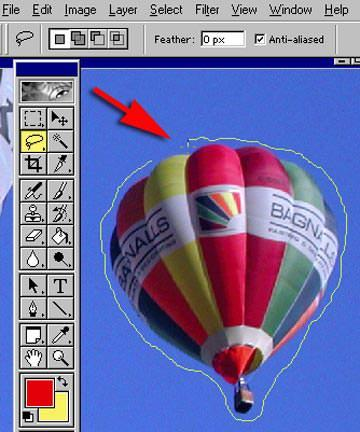 File Edit Image Layer Select Filter View Window Help
Feather: 0 px Anti-aliased
T
BAGNALLS
BAGNALLS